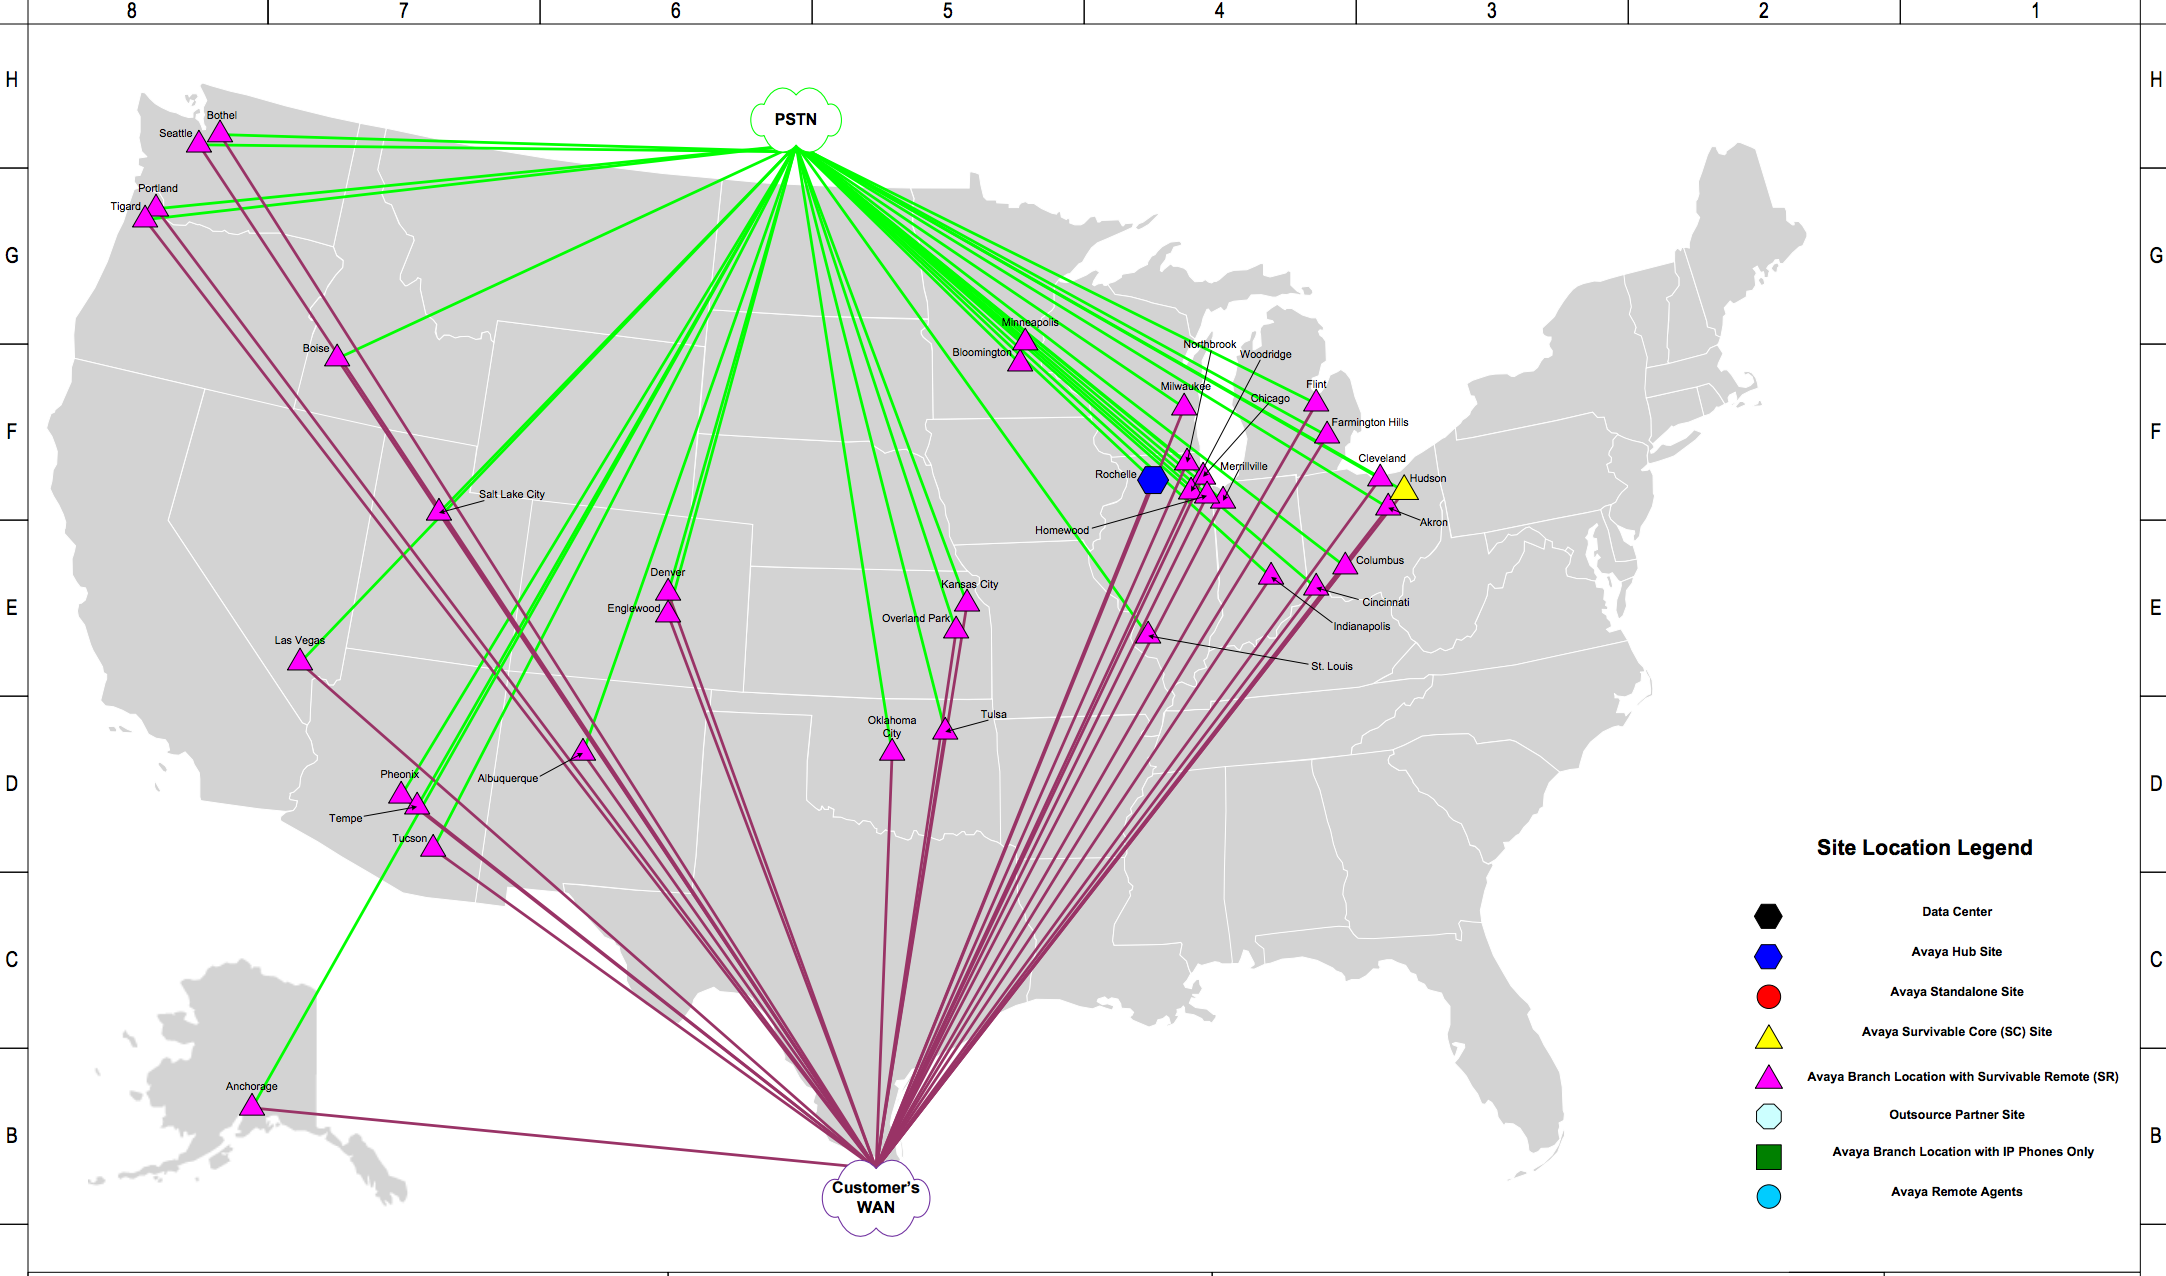 8 7 6 5 4 3 2 1
H H
PSTN
Bothel
Seattle
Portland
Tigard
G G
Minneapolis
Northbrook
Boise
Bloomington
Woodridge
Milwaukee
Flint
Chicago
Farmington Hills
F F
Cleveland
Merrillville
Rochelle
Hudson
Salt Lake City
Akron
Homewood
Columbus
Denver
Kansas City
Cincinnati
E E
Englewood
Overland Park
Indianapolis
Las Vegas
St. Louis
Tulsa
Oklahoma
City
Pheonix
Albuquerque
D D
Tempe
Tucson
Site Location Legend
Data Center
Avaya Hub Site
C C
Avaya Standalone Site
Avaya Survivable Core (SC) Site
Avaya Branch Location with Survivable Remote (SR)
Anchorage
Outsource Partner Site
B B
Avaya Branch Location with IP Phones Only
Customer's
WAN
Avaya Remote Agents